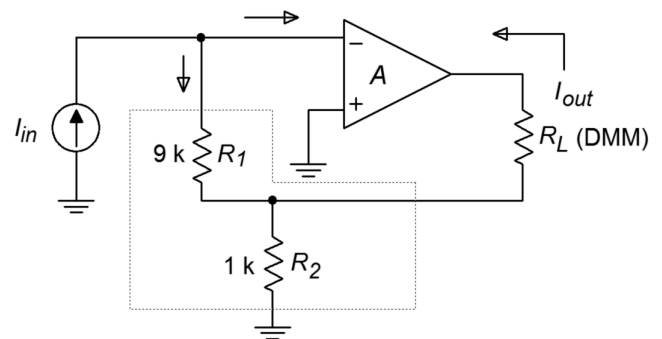 −
A
+
I_out
I_in
R_L (DMM)
9 k R_1
1 k R_2